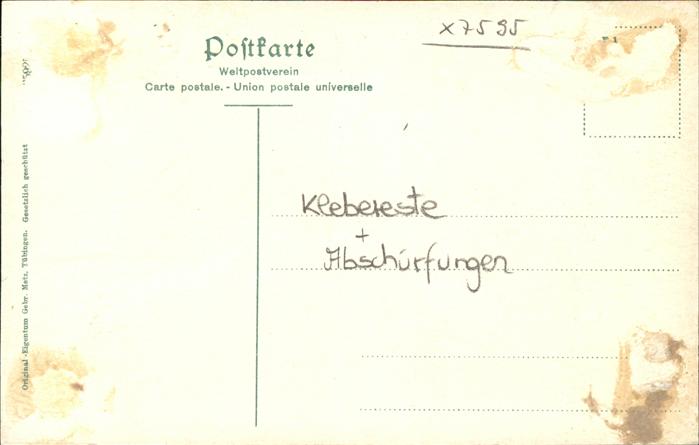 x7595
Postkarte
Weltpostverein
Carte postale. - Union postale universelle
Klebereste
+
Abschürfungen
Original-Eigentum Gebr. Metz, Tübingen. Gesetzlich geschützt